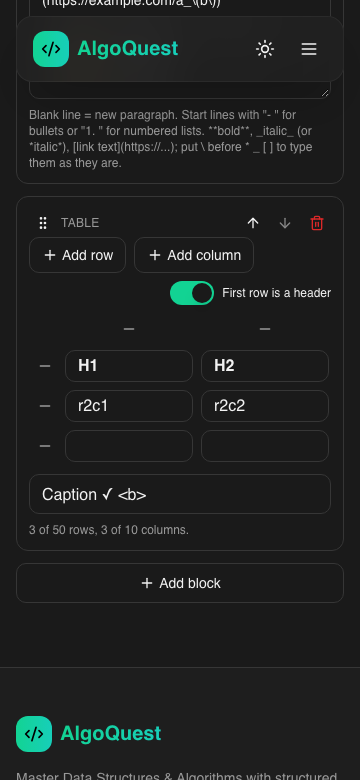 (https://example.com/a_\(b\))
AlgoQuest
Blank line = new paragraph. Start lines with "- " for
bullets or "1. " for numbered lists. **bold**, _italic_ (or
*italic*), [link text](https://...); put \ before * _ [ ] to type
them as they are.
TABLE
Add row
Add column
First row is a header
H1 H2
r2c1 r2c2
Caption ✓ <b>
3 of 50 rows, 3 of 10 columns.
Add block
AlgoQuest
Master Data Structures & Algorithms with structured